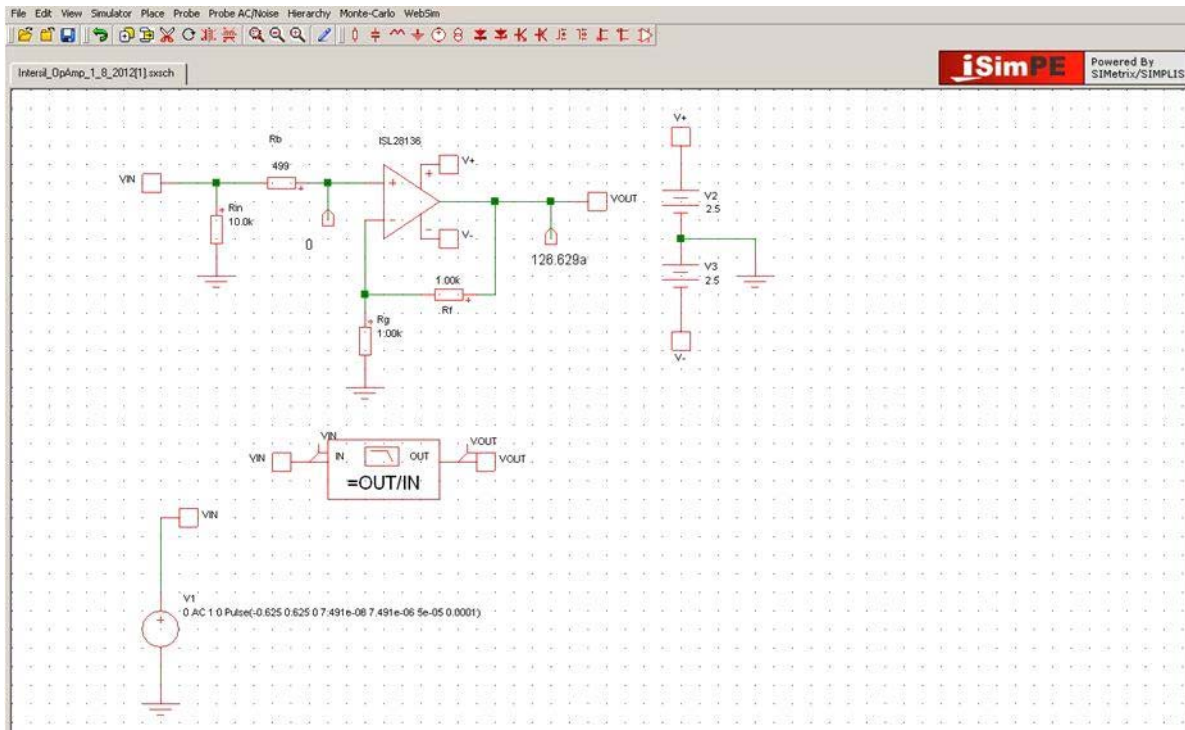 File Edit View Simulator Place Probe Probe AC/Noise Hierarchy Monte-Carlo WebSim
Intersil_OpAmp_1_8_2012[1].sxsch
iSimPE
Powered By
SIMetrix/SIMPLIS
Rb
499
ISL28136
V+
V-
VIN
Rin
10.0k
0
VOUT
126.629a
1.00k
Rf
Rg
1.00k
V+
V2
2.5
V3
2.5
V-
VIN
VIN
IN
OUT
=OUT/IN
VOUT
VOUT
VIN
V1
0 AC 1 0 Pulse(-0.625 0.625 0 7.491e-06 7.491e-06 5e-05 0.0001)